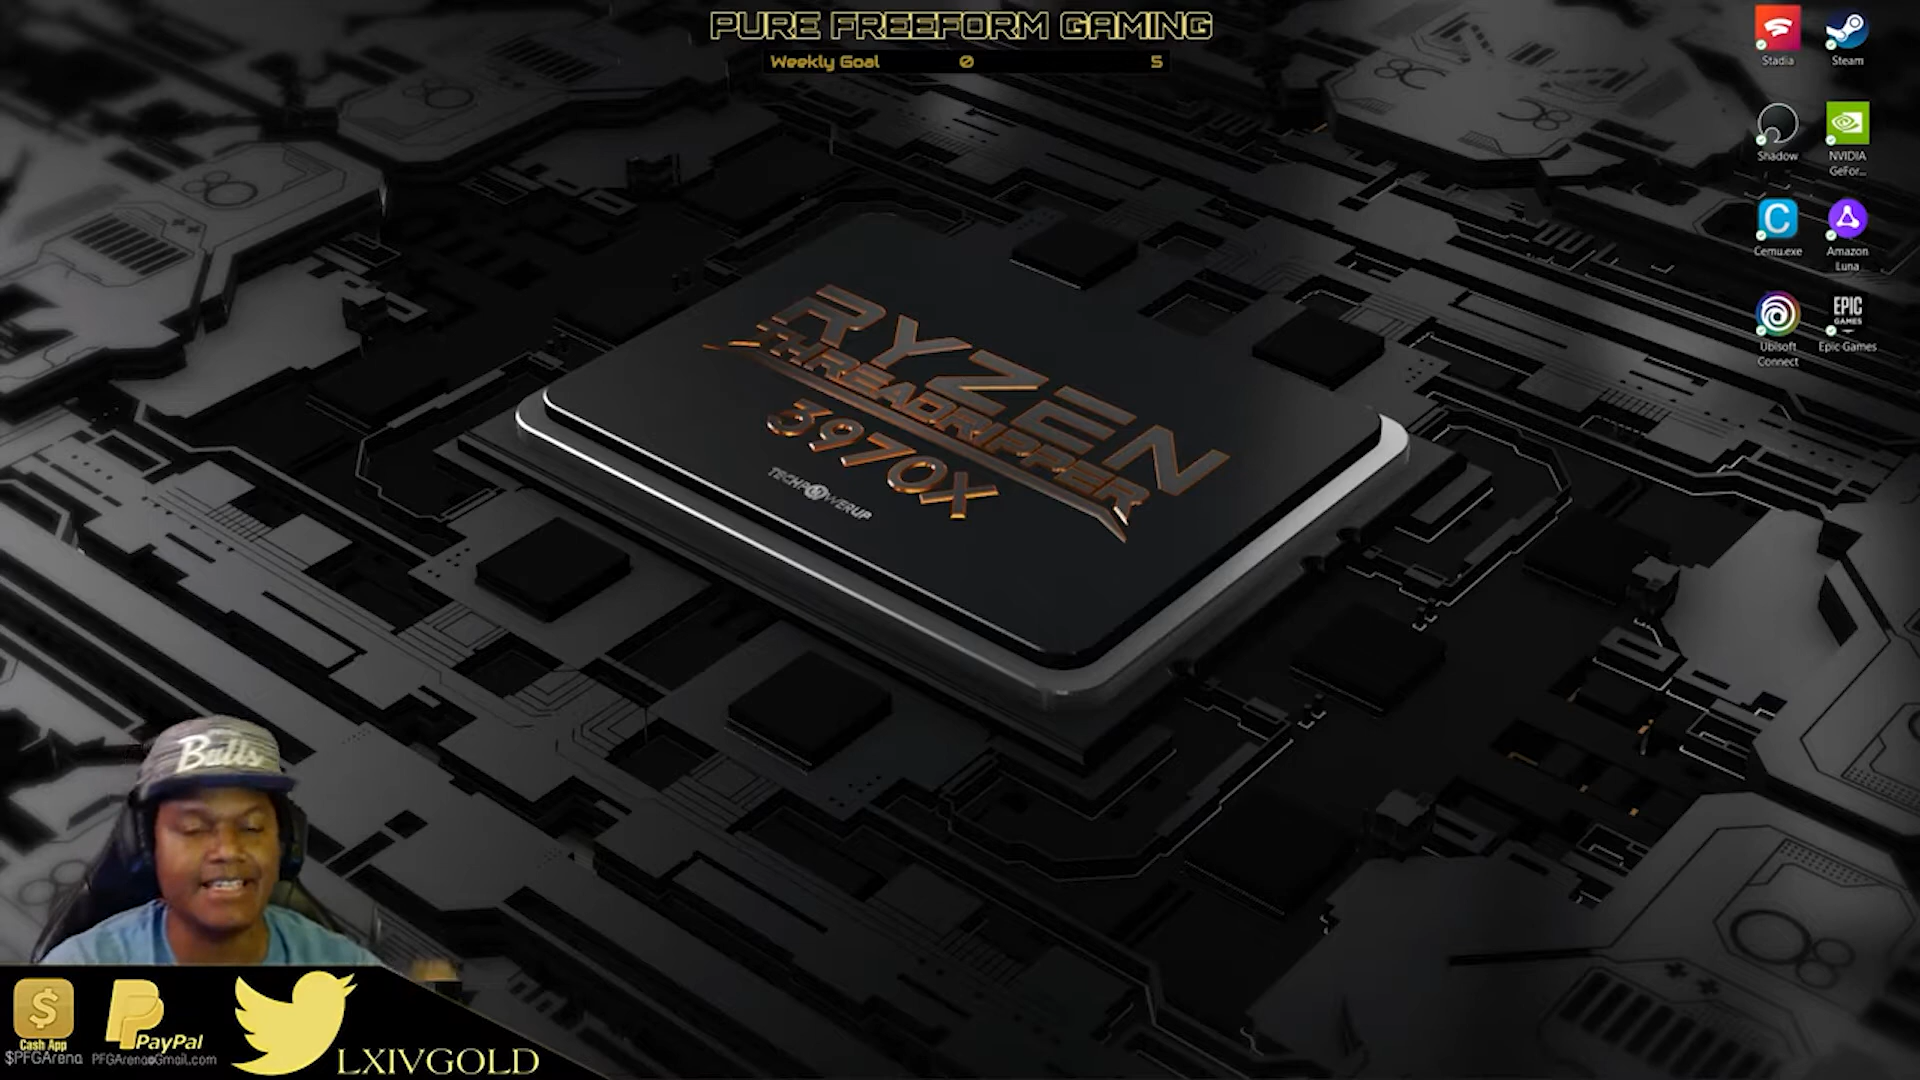 PURE FREEFORM GAMING
Weekly Goal 0 5
Stadia
Steam
Shadow
NVIDIA
GeFor...
Cemu.exe
Amazon
Luna
EPIC
GAMES
Ubisoft
Connect
Epic Games
RYZEN
THREADRIPPER
3970X
TECHPOWERUP
Bulls
Cash App
$PFGArena
PayPal
PFGArena@Gmail.com
LXIVGOLD